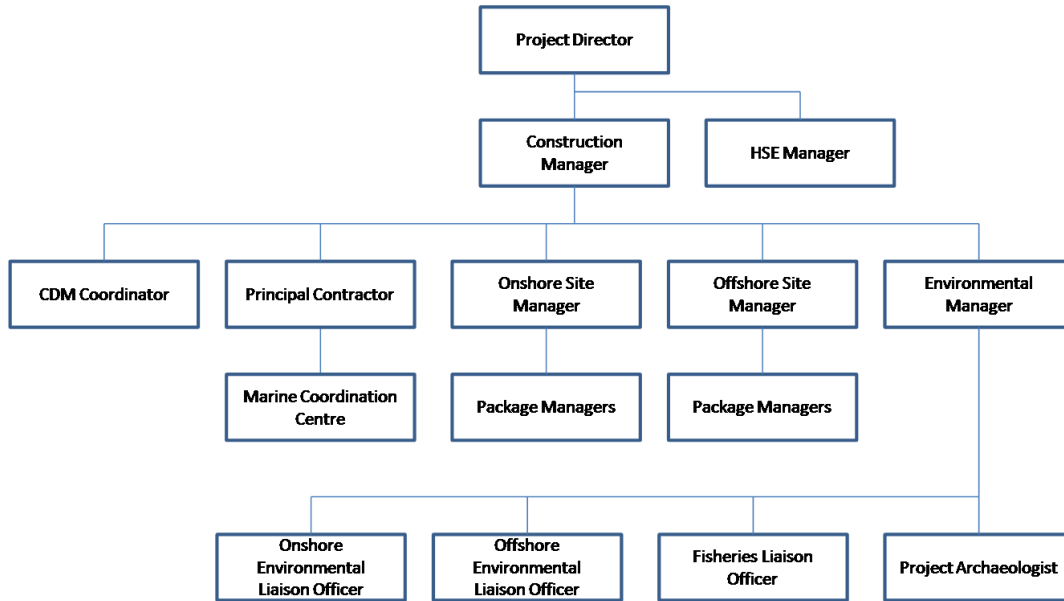 Project Director
Construction
Manager
HSE Manager
CDM Coordinator
Principal Contractor
Onshore Site
Manager
Offshore Site
Manager
Environmental
Manager
Marine Coordination
Centre
Package Managers
Package Managers
Onshore
Environmental
Liaison Officer
Offshore
Environmental
Liaison Officer
Fisheries Liaison
Officer
Project Archaeologist